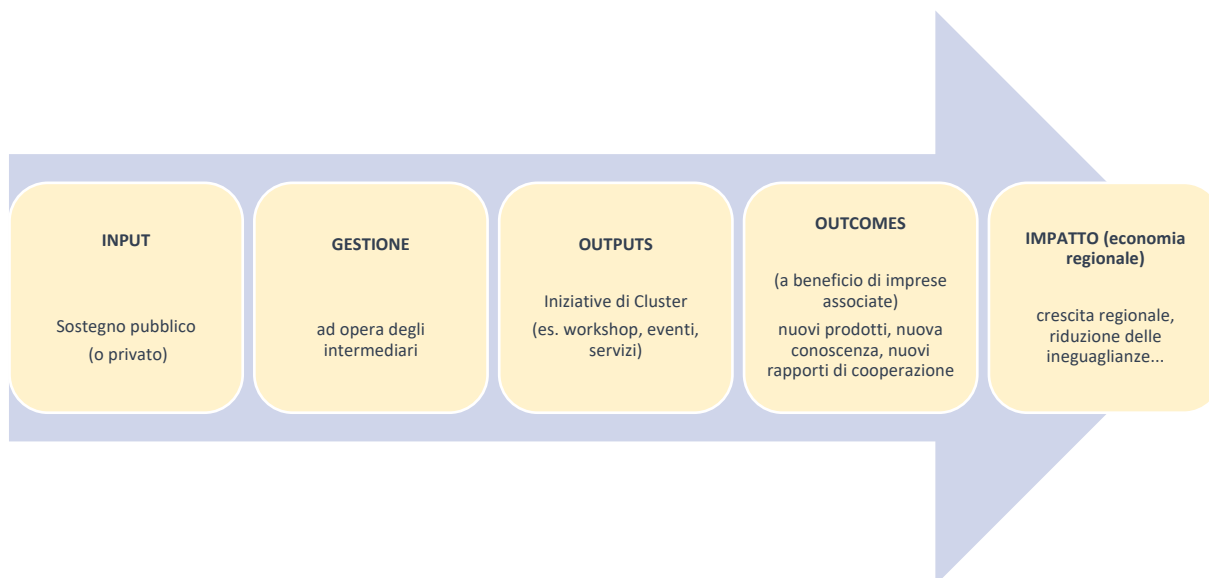 INPUT
Sostegno pubblico
(o privato)
GESTIONE
ad opera degli
intermediari
OUTPUTS
Iniziative di Cluster
(es. workshop, eventi,
servizi)
OUTCOMES
(a beneficio di imprese
associate)
nuovi prodotti, nuova
conoscenza, nuovi
rapporti di cooperazione
IMPATTO (economia
regionale)
crescita regionale,
riduzione delle
ineguaglianze...